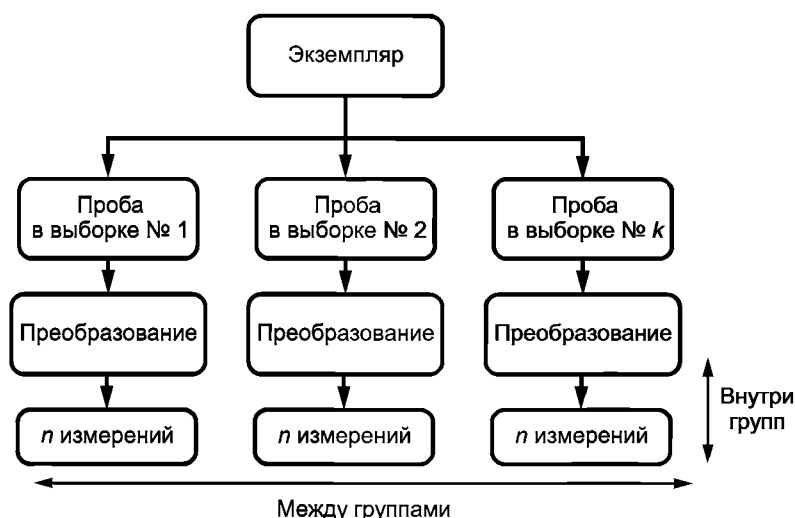 Экземпляр
Проба
в выборке № 1
Проба
в выборке № 2
Проба
в выборке № k
Преобразование
Преобразование
Преобразование
n измерений
n измерений
n измерений
Внутри
групп
Между группами